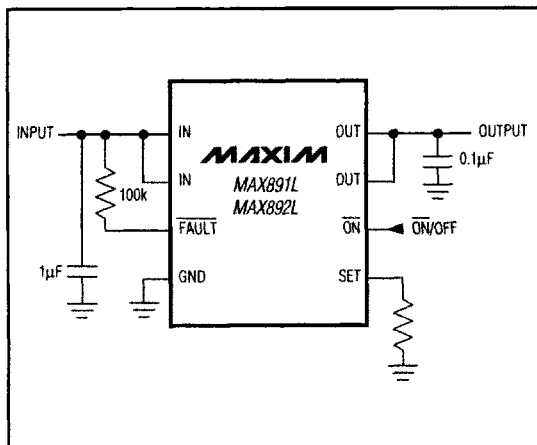 INPUT
IN
OUT
OUTPUT
MAXIM
0.1µF
IN
MAX891L
OUT
100k
MAX892L
FAULT
ON
ON/OFF
1µF
GND
SET